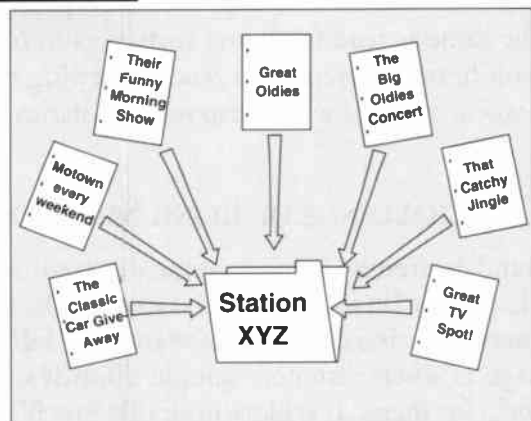 Their
Funny
Morning
Show
Great
Oldies
The
Big
Oldies
Concert
Motown
every
weekend
That
Catchy
Jingle
The
Classic
Car Give
Away
Station
XYZ
Great
TV
Spot!